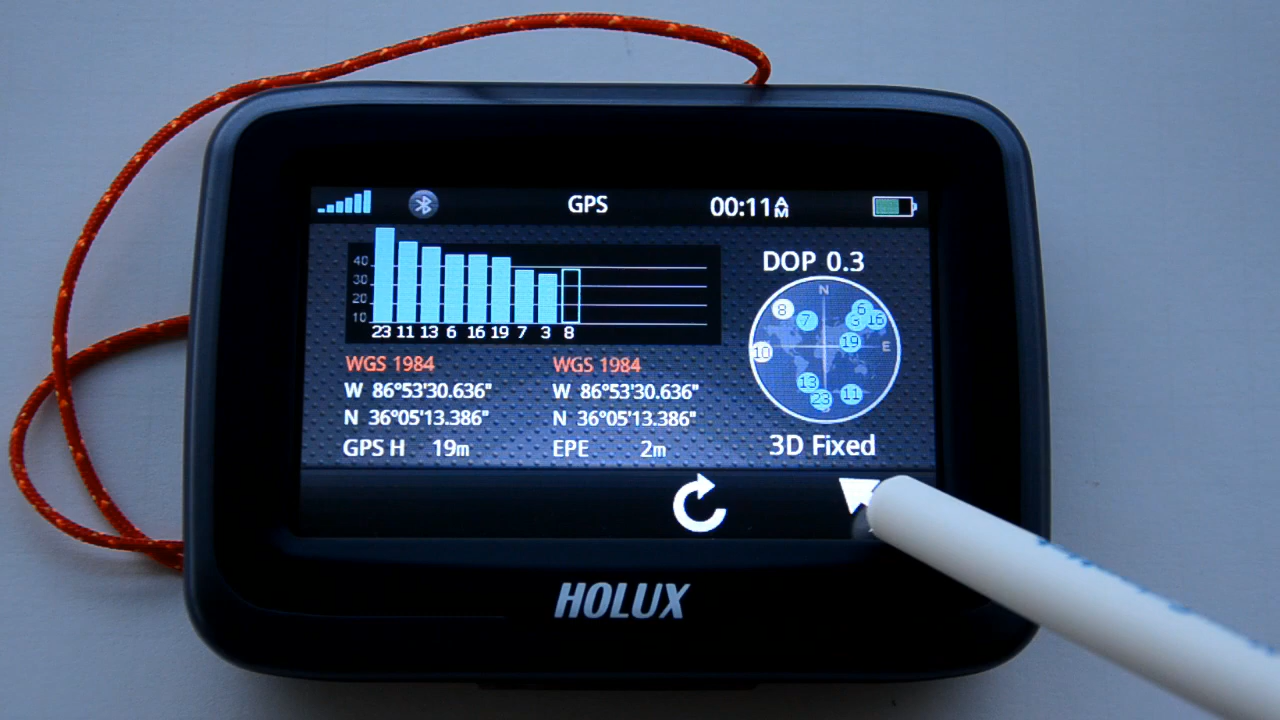 GPS 00:11AM
40
30
20
10
23 11 13 6 16 19 7 3 8
WGS 1984 WGS 1984
W 86°53'30.636" W 86°53'30.636"
N 36°05'13.386" N 36°05'13.386"
GPS H 19m EPE 2m
DOP 0.3
N
8 6
7 3 16
19 E
10
13
23 11
3D Fixed
HOLUX